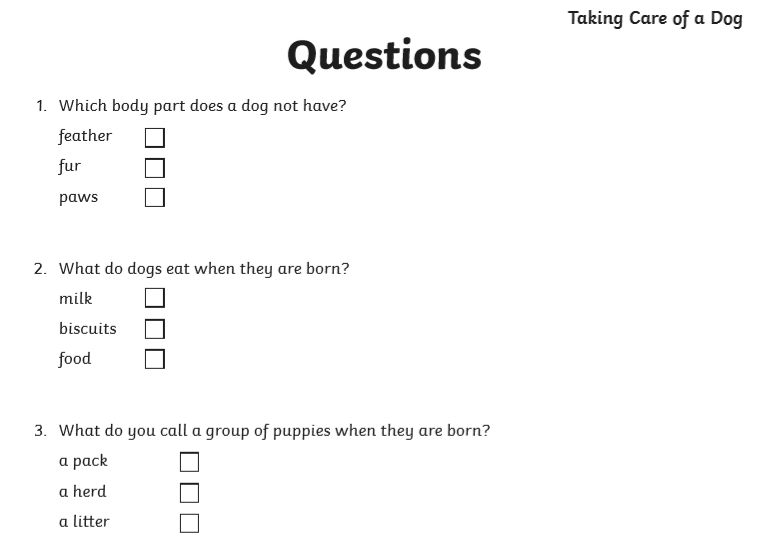 Taking Care of a Dog
Questions
1. Which body part does a dog not have?
feather
fur
paws
2. What do dogs eat when they are born?
milk
biscuits
food
3. What do you call a group of puppies when they are born?
a pack
a herd
a litter